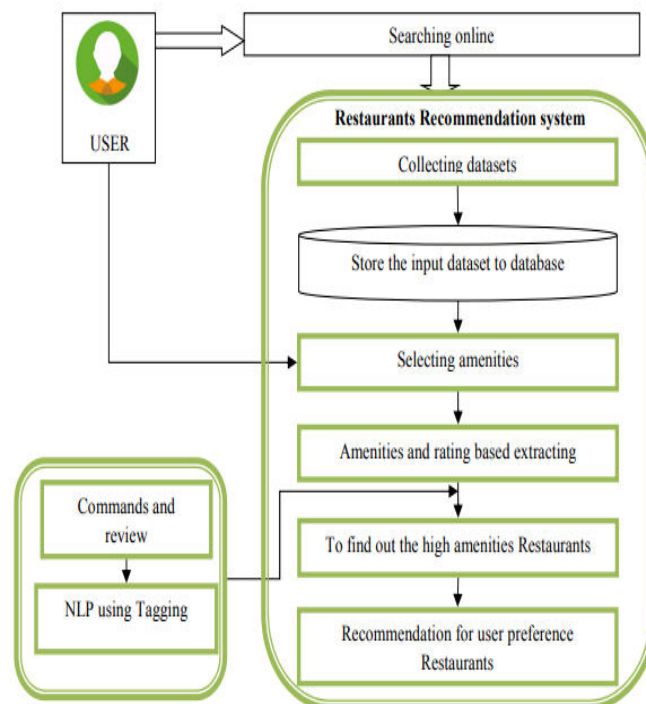 Searching online
USER
Restaurants Recommendation system
Collecting datasets
Store the input dataset to database
Selecting amenities
Amenities and rating based extracting
Commands and
review
NLP using Tagging
To find out the high amenities Restaurants
Recommendation for user preference
Restaurants